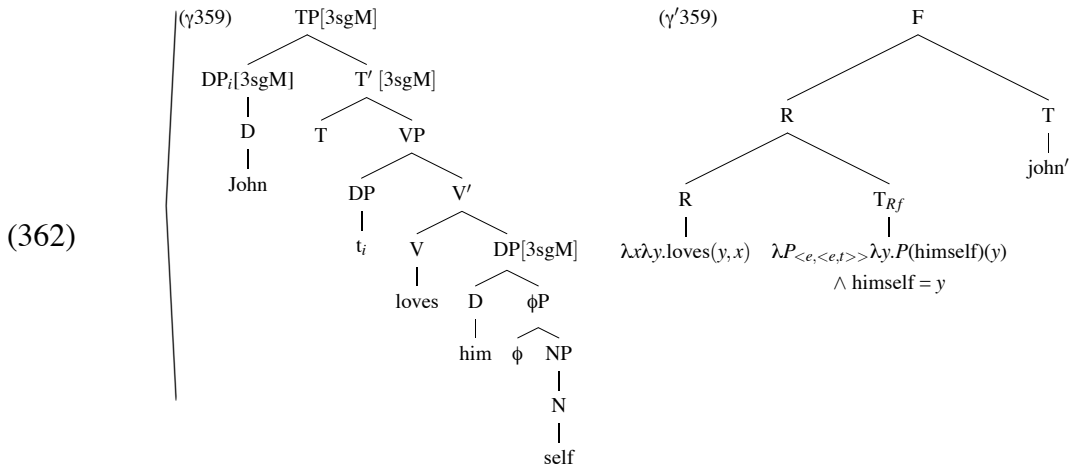 (γ359) TP[3sgM] (γ′359) F
DP_i[3sgM] T′ [3sgM] R T
D T VP john′
John DP V′ R T_Rf
(362) t_i V DP[3sgM] λxλy.loves(y,x) λP_<e,<e,t>>λy.P(himself)(y)
∧ himself = y
loves D ϕP
him ϕ NP
N
self